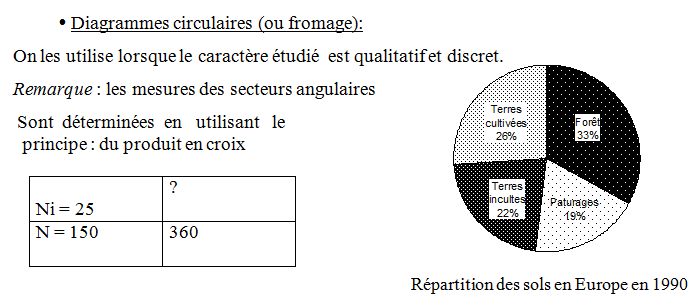 • Diagrammes circulaires (ou fromage):
On les utilise lorsque le caractère étudié est qualitatif et discret.
Remarque : les mesures des secteurs angulaires
Sont déterminées en utilisant le
principe : du produit en croix
?
Ni = 25
N = 150 360
Terres
cultivées
26%
Forêt
33%
Terres
incultes
22%
Paturages
19%
Répartition des sols en Europe en 1990